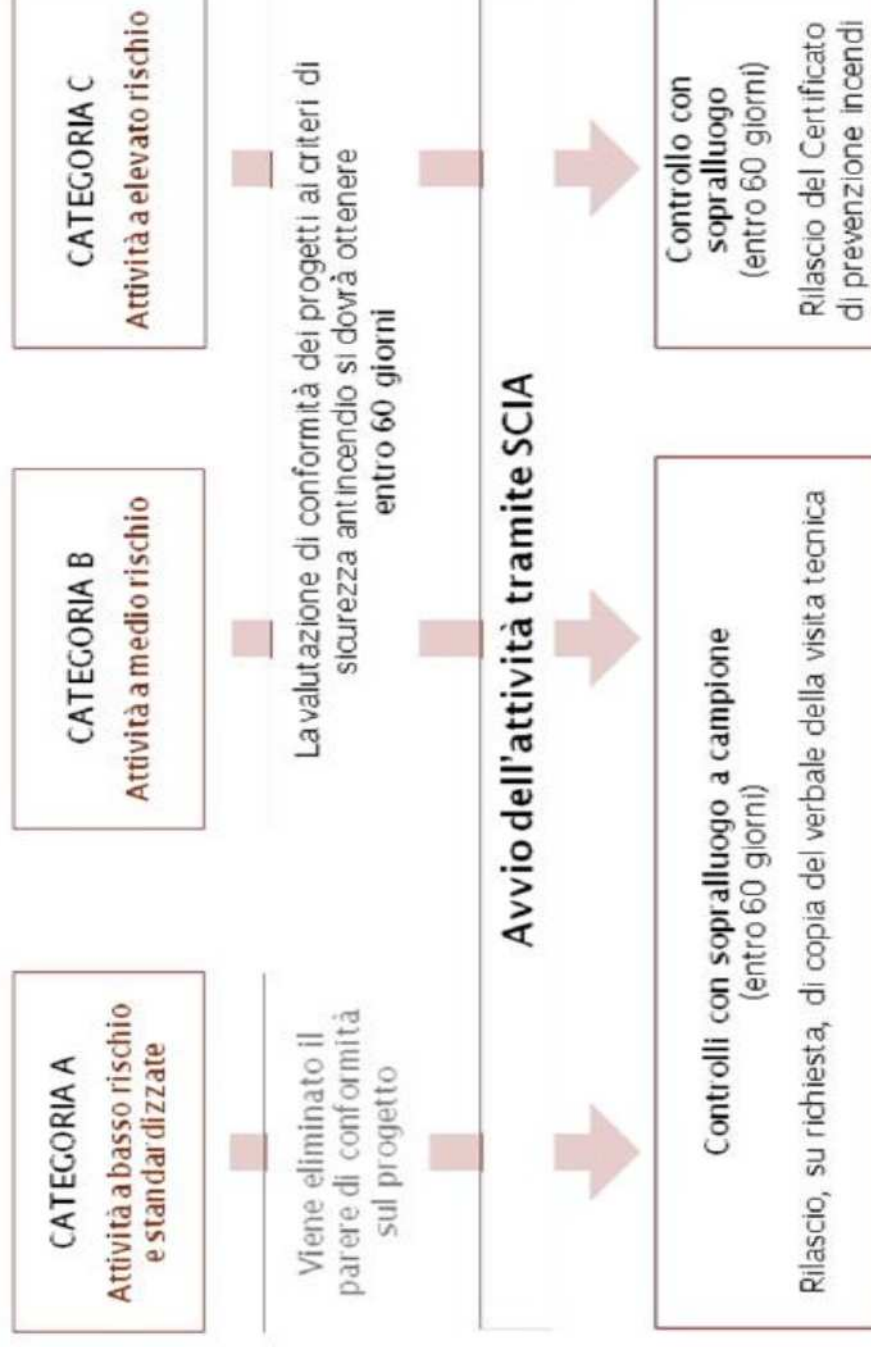 CATEGORIA A
Attività a basso rischio
e standardizzate
CATEGORIA B
Attività a medio rischio
CATEGORIA C
Attività a elevato rischio
Viene eliminato il
parere di conformità
sul progetto
La valutazione di conformità dei progetti ai criteri di
sicurezza antincendio si dovrà ottenere
entro 60 giorni
Avvio dell'attività tramite SCIA
Controlli con sopralluogo a campione
(entro 60 giorni)
Rilascio, su richiesta, di copia del verbale della visita tecnica
Controllo con
sopralluogo
(entro 60 giorni)
Rilascio del Certificato
di prevenzione incendi